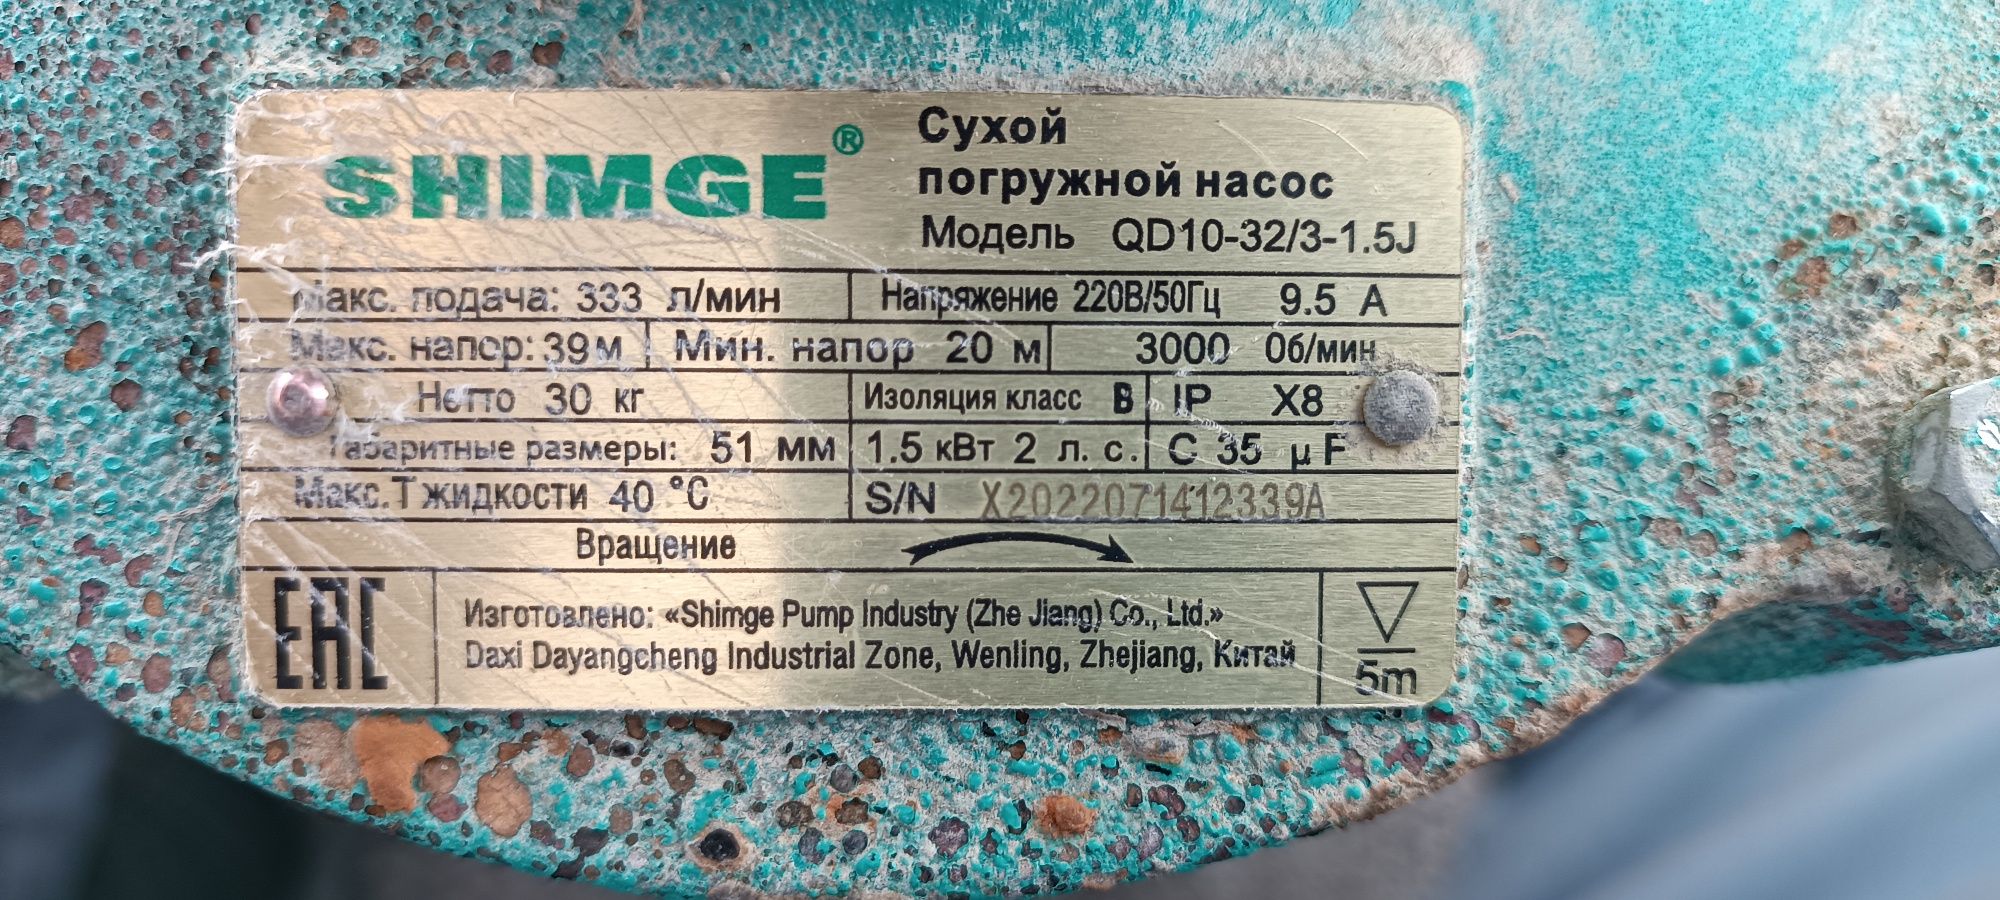 SHIMGE®
Сухой
погружной насос
Модель QD10-32/3-1.5J
Макс. подача: 333 л/мин Напряжение 220В/50Гц 9.5 А
Макс. напор: 39м Мин. напор 20 м 3000 Об/мин
Нетто 30 кг Изоляция класс В IP X8
Габаритные размеры: 51 мм 1.5 кВт 2 л. с. C 35 µF
Макс.Т жидкости 40 °С S/N X2022071412339A
Вращение
EAC
Изготовлено: «Shimge Pump Industry (Zhe Jiang) Co., Ltd.»
Daxi Dayangcheng Industrial Zone, Wenling, Zhejiang, Китай
5m